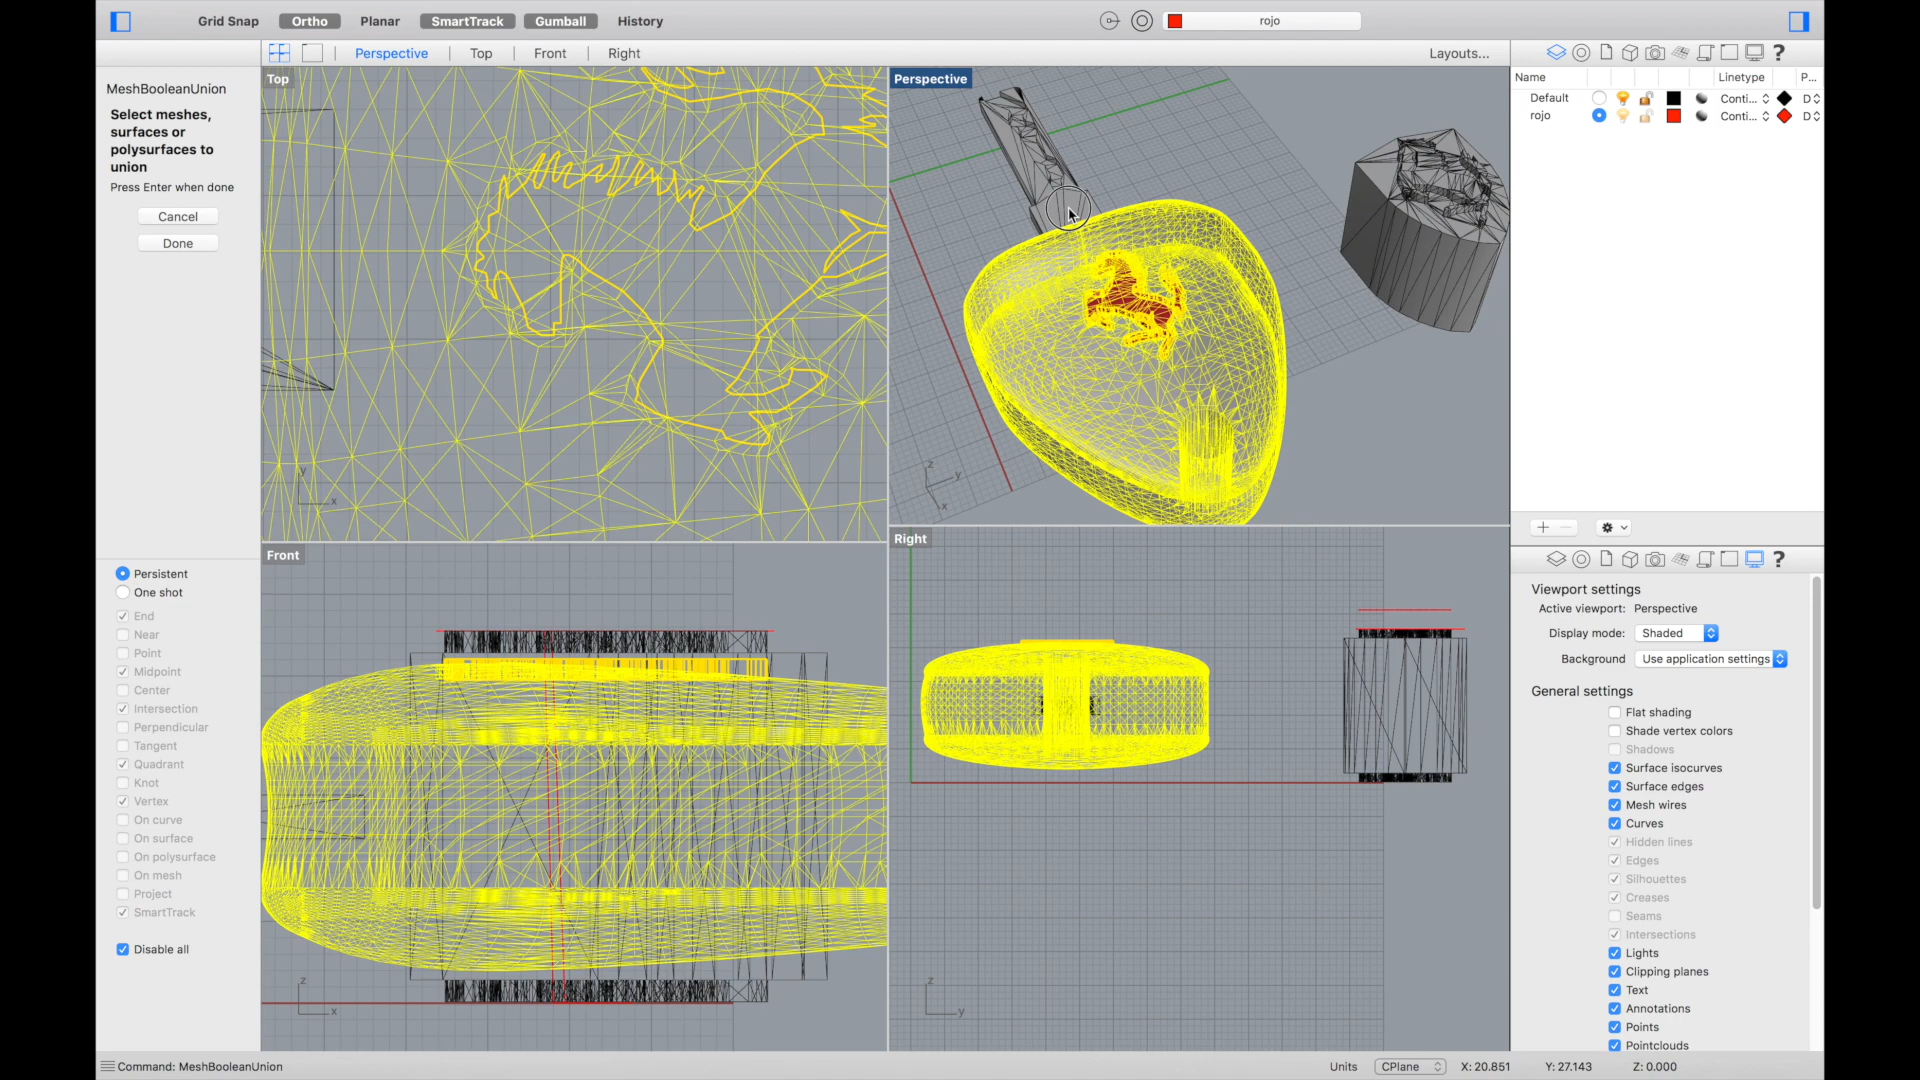 Grid Snap Ortho Planar SmartTrack Gumball History rojo
Perspective Top Front Right Layouts...
MeshBooleanUnion
Select meshes,
surfaces or
polysurfaces to
union
Press Enter when done
Cancel
Done
Persistent
One shot
End
Near
Point
Midpoint
Center
Intersection
Perpendicular
Tangent
Quadrant
Knot
Vertex
On curve
On surface
On polysurface
On mesh
Project
SmartTrack
Disable all
Top
y
x
Perspective
z
y
x
Front
z
x
Right
z
y
Name Linetype P...
Default Conti... D
rojo Conti... D
Viewport settings
Active viewport: Perspective
Display mode: Shaded
Background Use application settings
General settings
Flat shading
Shade vertex colors
Shadows
Surface isocurves
Surface edges
Mesh wires
Curves
Hidden lines
Edges
Silhouettes
Creases
Seams
Intersections
Lights
Clipping planes
Text
Annotations
Points
Pointclouds
Command: MeshBooleanUnion
Units CPlane X: 20.851 Y: 27.143 Z: 0.000